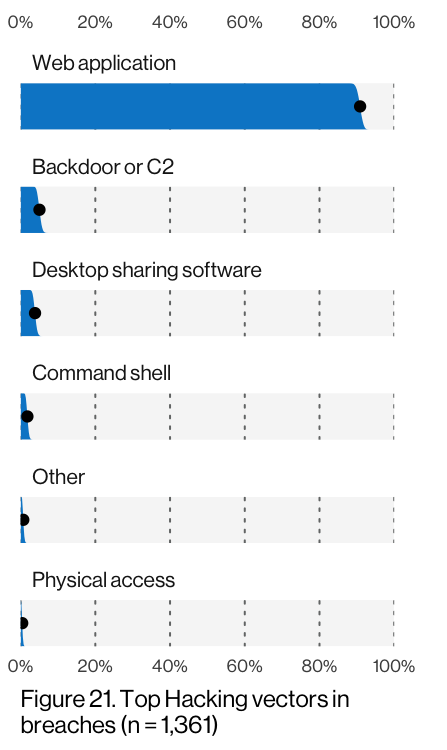 0% 20% 40% 60% 80% 100%
Web application
Backdoor or C2
Desktop sharing software
Command shell
Other
Physical access
0% 20% 40% 60% 80% 100%
Figure 21. Top Hacking vectors in
breaches (n = 1,361)